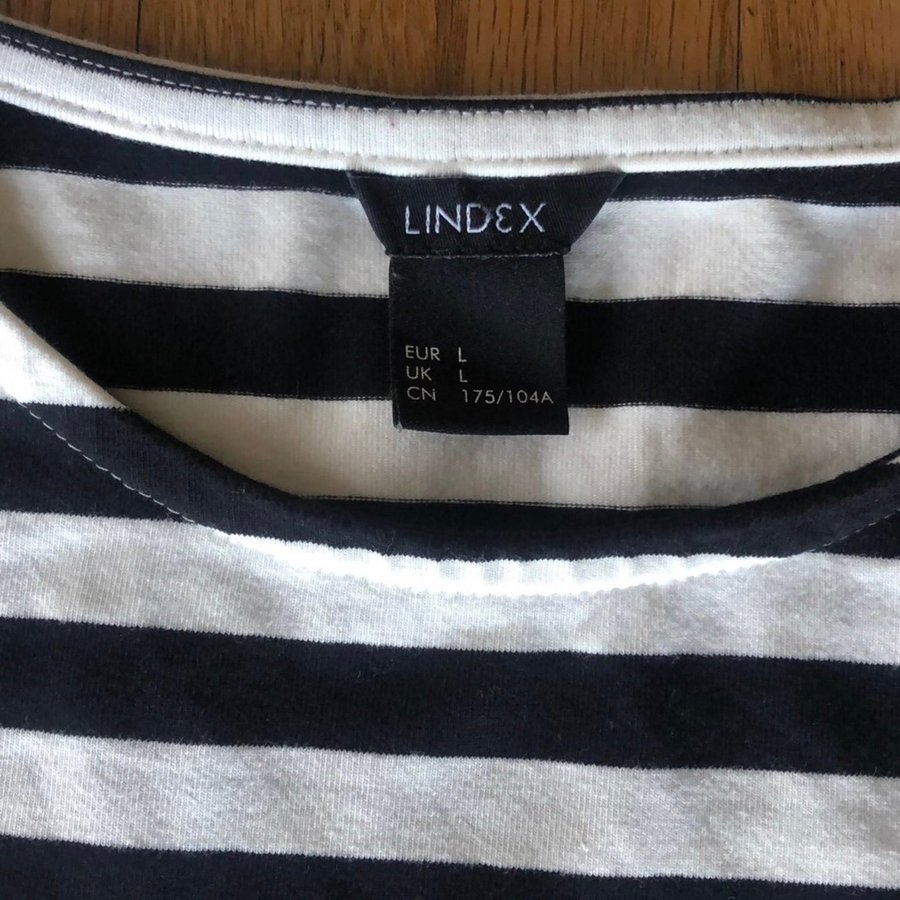 LINDEX
EUR L
UK L
CN 175/104A